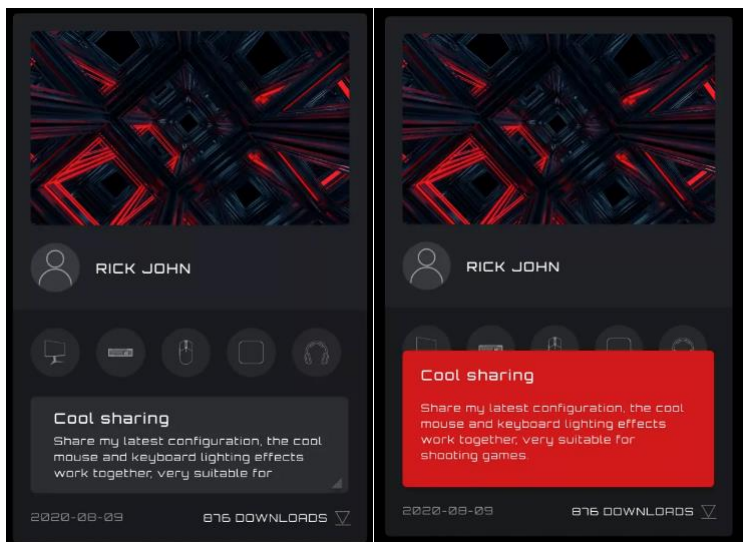 RICK JOHN
Cool sharing
Share my latest configuration, the cool
mouse and keyboard lighting effects
work together, very suitable for
2020-08-09
876 DOWNLOADS
RICK JOHN
Cool sharing
Share my latest configuration, the cool
mouse and keyboard lighting effects
work together, very suitable for
shooting games.
2020-08-09
876 DOWNLOADS